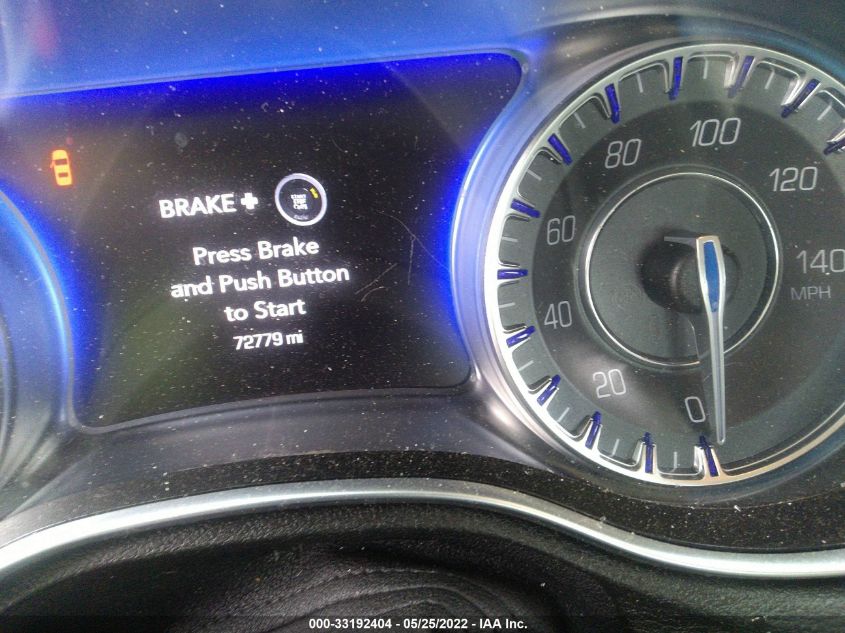 BRAKE +
Press Brake
and Push Button
to Start
72779 mi
0
20
40
60
80
100
120
140
MPH
000-33192404 - 05/25/2022 - IAA Inc.